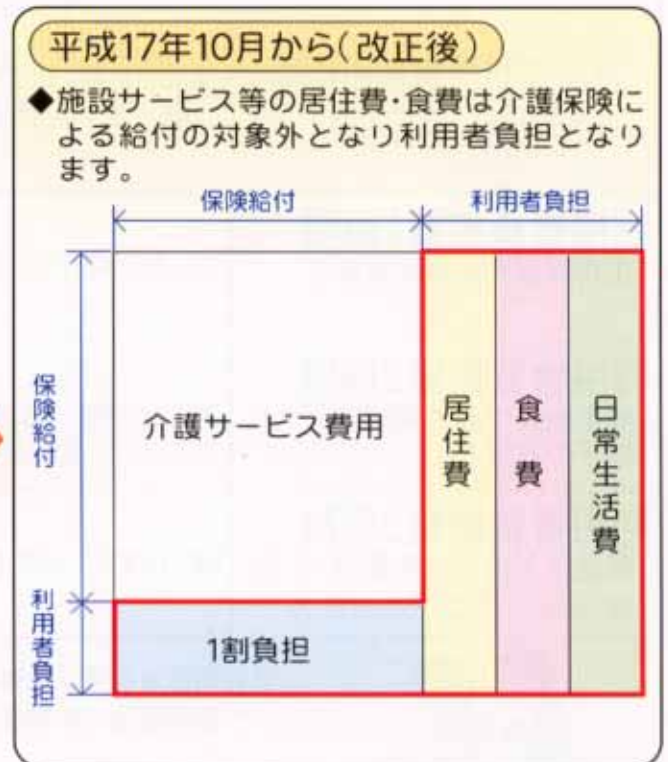 平成17年10月から(改正後)
◆施設サービス等の居住費・食費は介護保険に
よる給付の対象外となり利用者負担となり
ます。
保険給付
利用者負担
保険給付
介護サービス費用
居住費
食費
日常生活費
利用者負担
1割負担